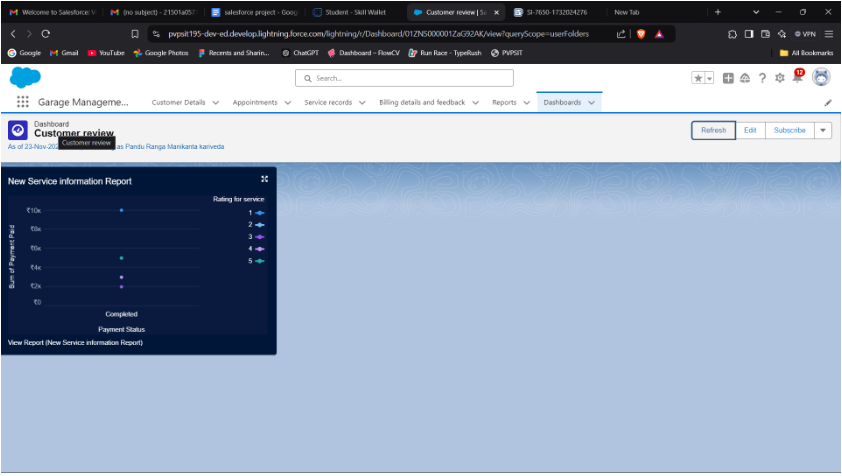 Welcome to Salesforce: V
(no subject) - 21501a05
salesforce project - Goog
Student - Skill Wallet
Customer review | Sa
SI-7650-1732024276
New Tab
pvpsit195-dev-ed.develop.lightning.force.com/lightning/r/Dashboard/01ZNS000001ZaG92AK/view?queryScope=userFolders
VPN
Google
Gmail
YouTube
Google Photos
Recents and Sharin...
ChatGPT
Dashboard – FlowCV
Run Race - TypeRush
PVPSIT
All Bookmarks
Search...
12
Garage Manageme...
Customer Details
Appointments
Service records
Billing details and feedback
Reports
Dashboards
Dashboard
Customer review
As of 23-Nov-202
Customer review
as Pandu Ranga Manikanta kariveda
Refresh
Edit
Subscribe
New Service information Report
Rating for service
1
2
3
4
5
Sum of Payment Paid
₹10k
₹8k
₹6k
₹4k
₹2k
₹0
Completed
Payment Status
View Report (New Service information Report)